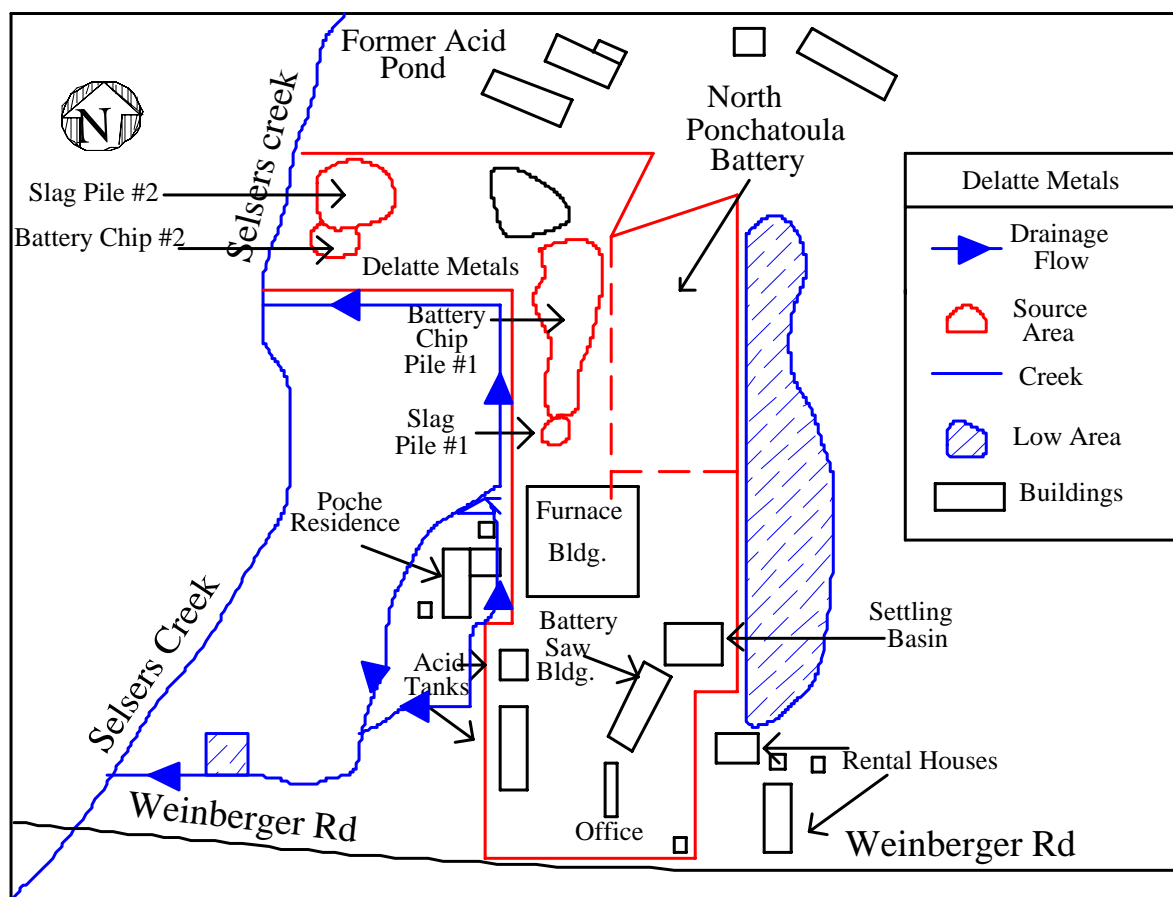 Former Acid
Pond
N
Selsers creek
North
Ponchatoula
Battery
Slag Pile #2
Battery Chip #2
Delatte Metals
Battery
Chip
Pile #1
Slag
Pile #1
Poche
Residence
Furnace
Bldg.
Battery
Saw
Bldg.
Settling
Basin
Acid
Tanks
Selsers Creek
Rental Houses
Weinberger Rd
Office
Weinberger Rd
Delatte Metals
Drainage
Flow
Source
Area
Creek
Low Area
Buildings